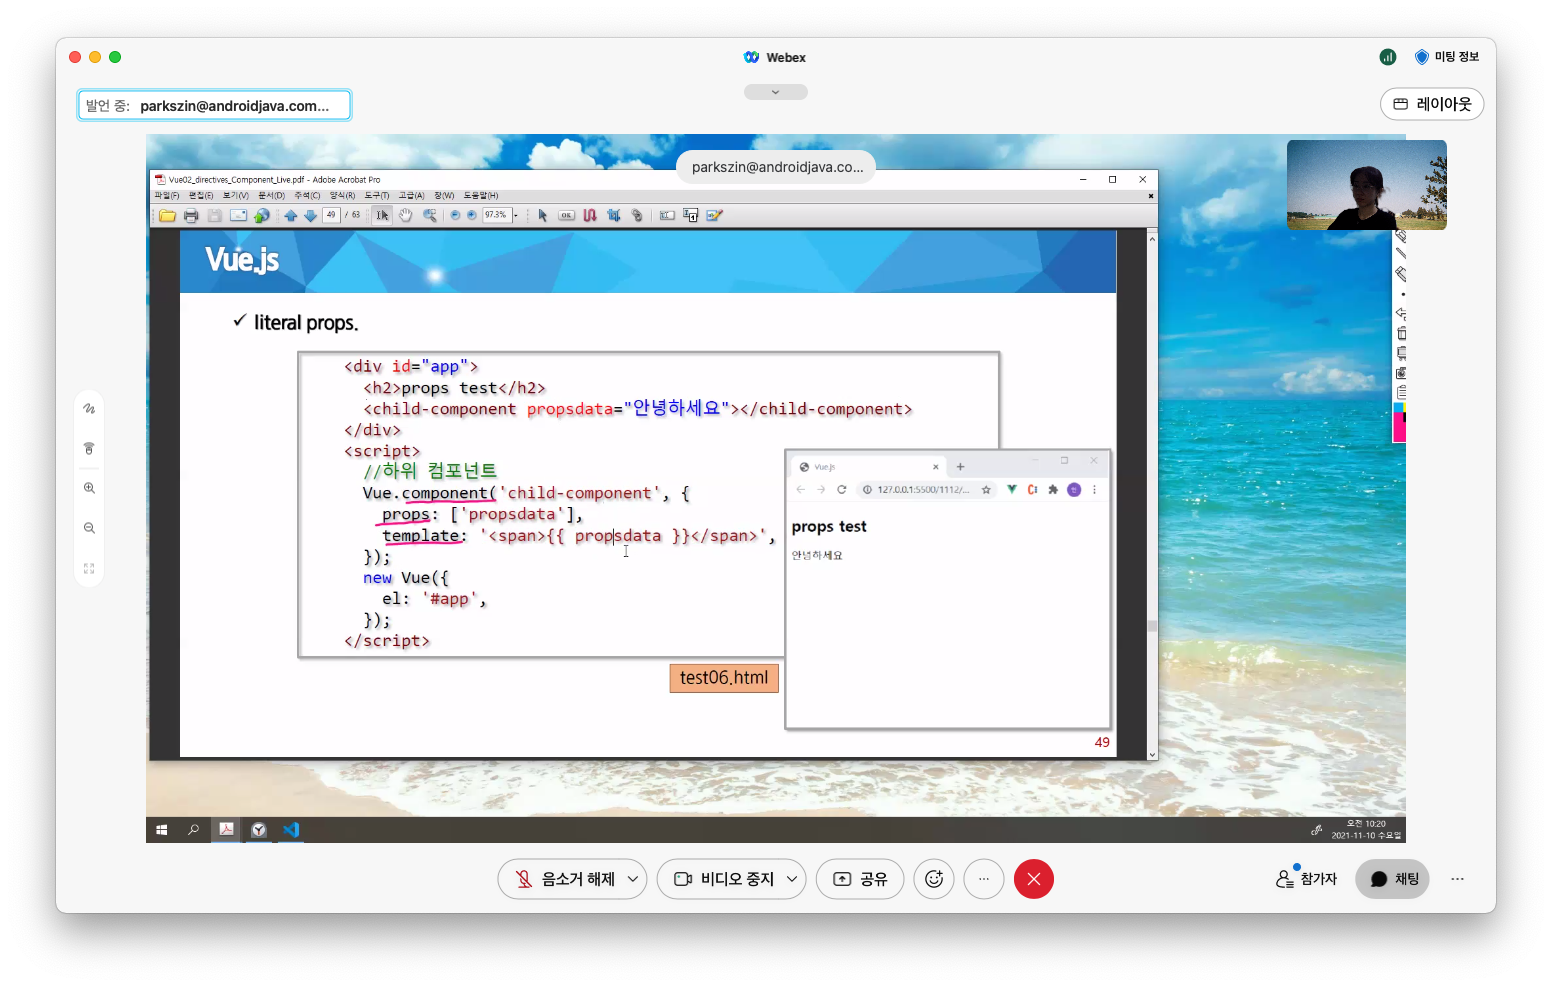 Webex
미팅 정보
발언 중: parkszin@androidjava.com...
레이아웃
parkszin@androidjava.co...
Vue02_directives_Component_Live.pdf - Adobe Acrobat Pro
파일(F) 편집(E) 보기(V) 문서(D) 주석(C) 양식(R) 도구(T) 고급(A) 창(W) 도움말(H)
49 / 63 97.3%
Vue.js
✓ literal props.
<div id="app">
<h2>props test</h2>
<child-component propsdata="안녕하세요"></child-component>
</div>
<script>
//하위 컴포넌트
Vue.component('child-component', {
props: ['propsdata'],
template: '<span>{{ propsdata }}</span>',
});
new Vue({
el: '#app',
});
</script>
Vue.js
127.0.0.1:5500/1112/...
props test
안녕하세요
test06.html
49
오전 10:20
2021-11-10 수요일
음소거 해제
비디오 중지
공유
참가자
채팅